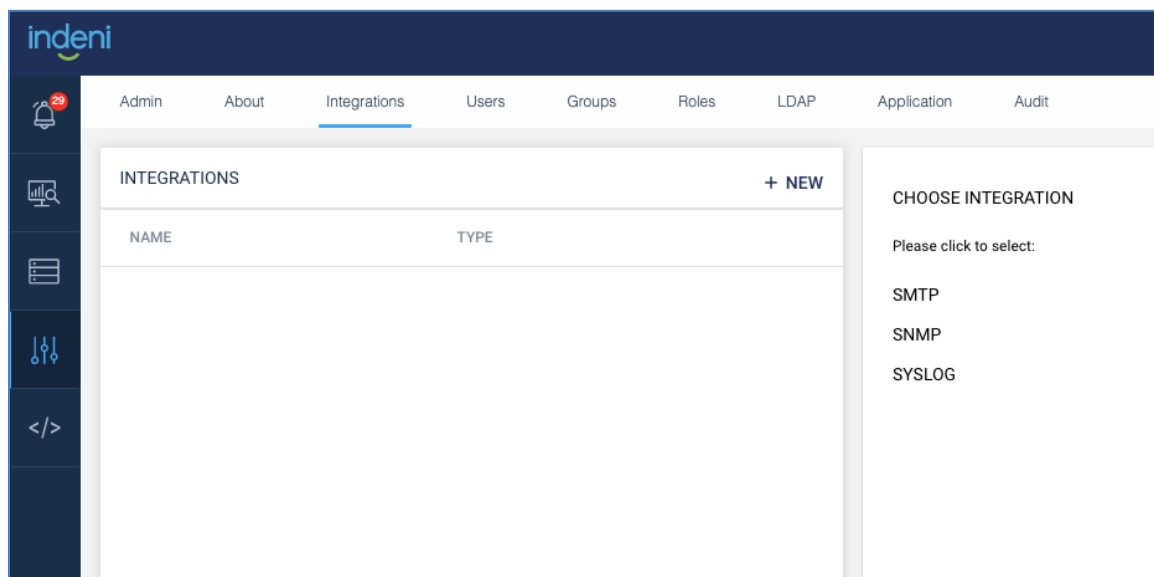 indeni
29
Admin About Integrations Users Groups Roles LDAP Application Audit
INTEGRATIONS
+ NEW
NAME TYPE
CHOOSE INTEGRATION
Please click to select:
SMTP
SNMP
SYSLOG
</>